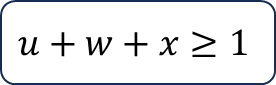 u + w + x ≥ 1